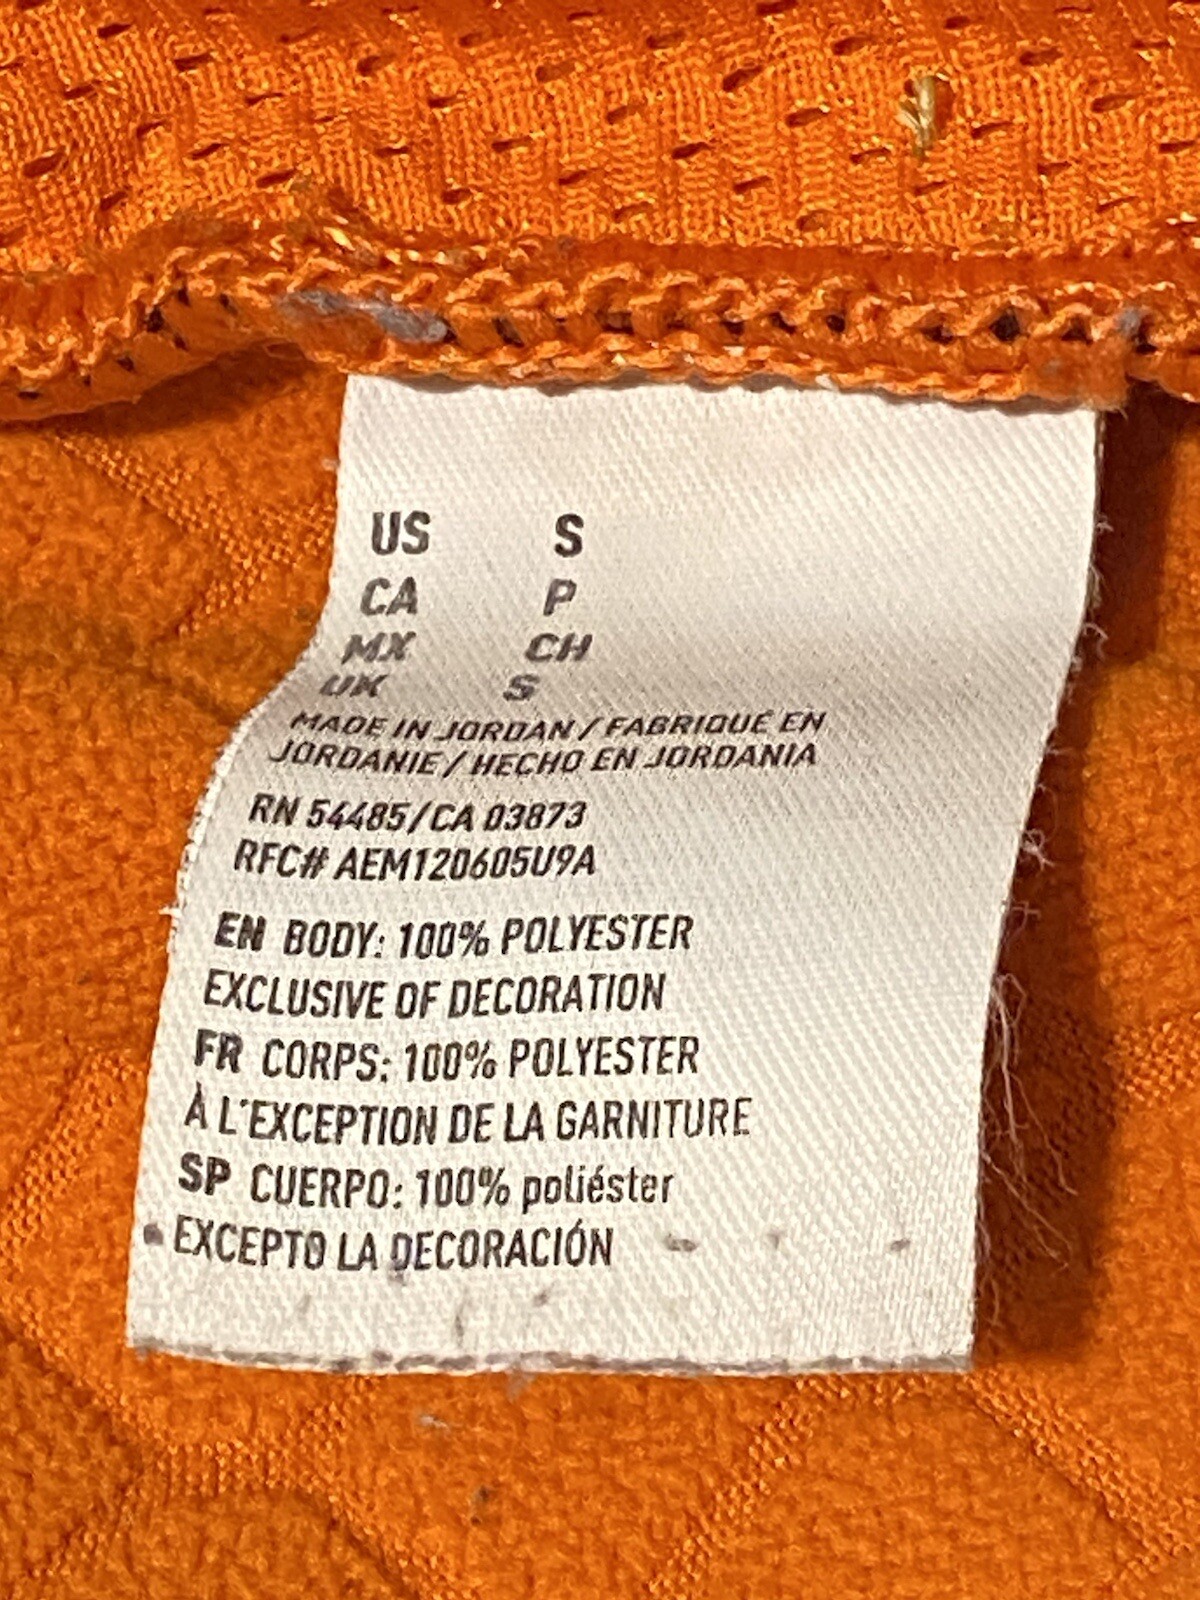 US S
CA P
MX CH
UK S
MADE IN JORDAN / FABRIQUÉ EN
JORDANIE / HECHO EN JORDANIA
RN 54485/CA 03873
RFC# AEM120605U9A
EN BODY: 100% POLYESTER
EXCLUSIVE OF DECORATION
FR CORPS: 100% POLYESTER
À L'EXCEPTION DE LA GARNITURE
SP CUERPO: 100% poliéster
EXCEPTO LA DECORACIÓN